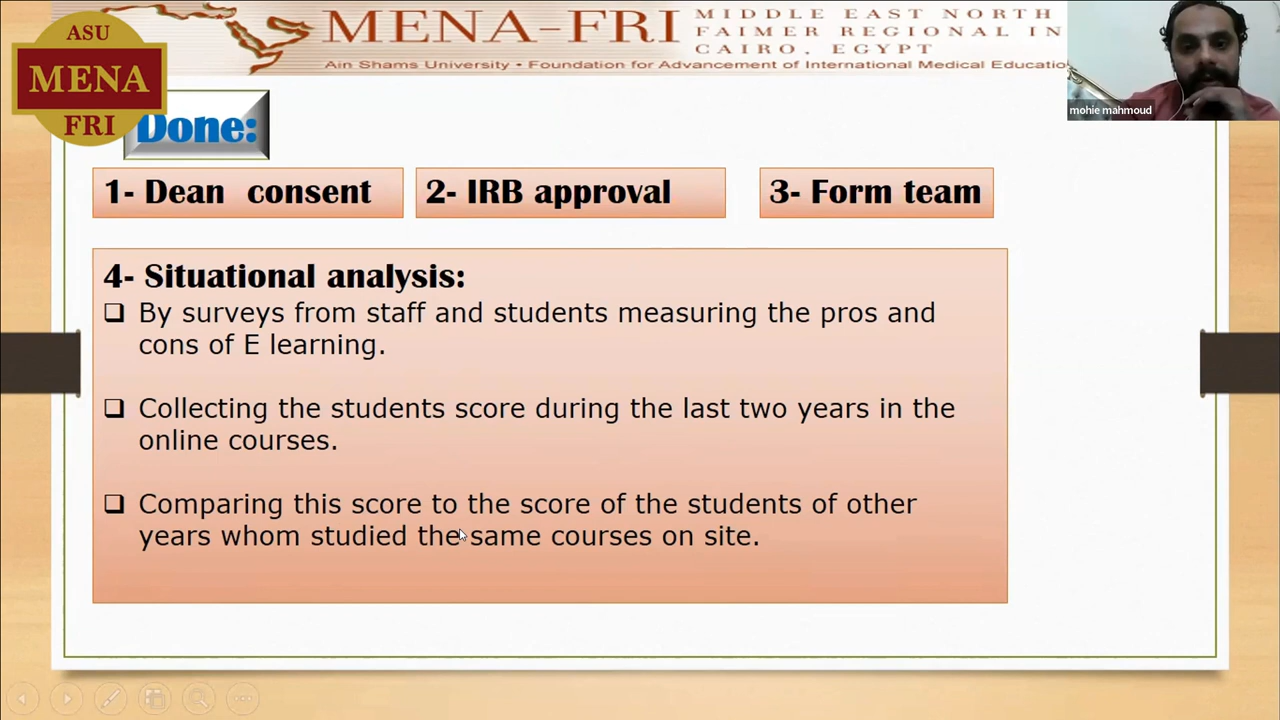 ASU
MENA
FRI
MENA-FRI
MIDDLE EAST NORTH
FAIMER REGIONAL IN
CAIRO, EGYPT
Ain Shams University • Foundation for Advancement of International Medical Educatio
mohie mahmoud
Done:
1- Dean consent
2- IRB approval
3- Form team
4- Situational analysis:
❑ By surveys from staff and students measuring the pros and
cons of E learning.
❑ Collecting the students score during the last two years in the
online courses.
❑ Comparing this score to the score of the students of other
years whom studied the same courses on site.